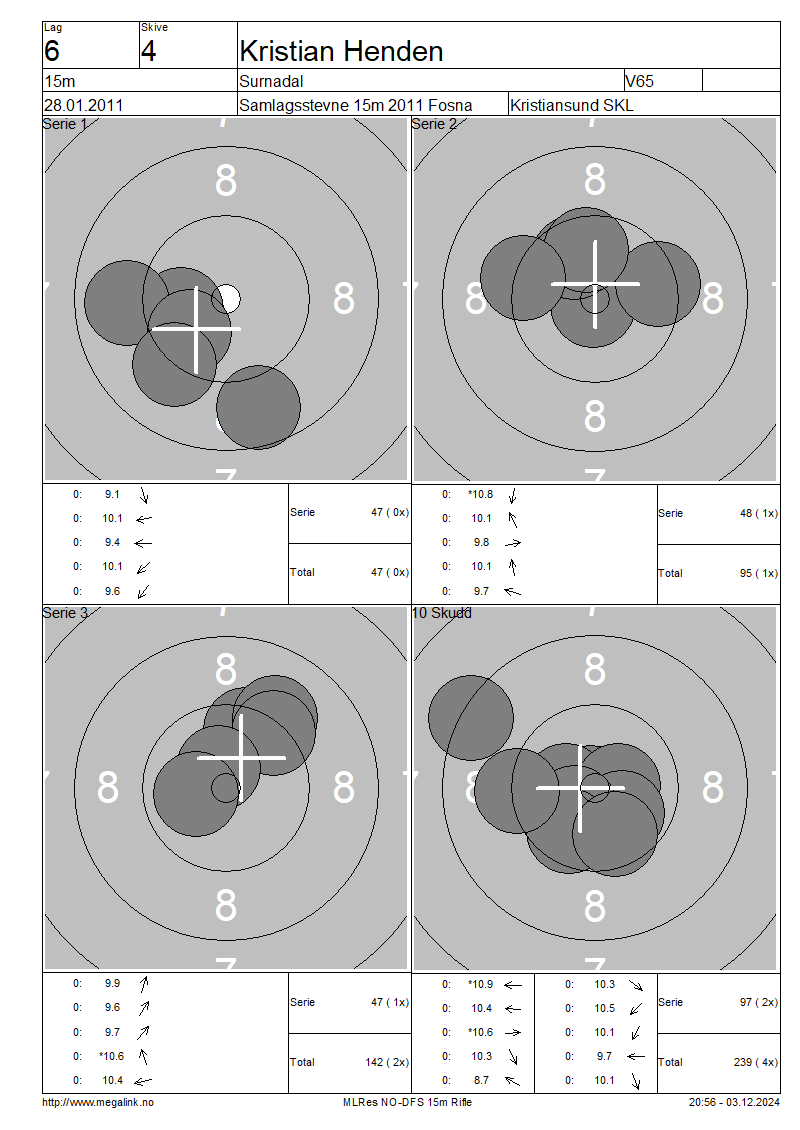 Lag
Skive
6
4
Kristian Henden
15m
Surnadal
V65
28.01.2011
Samlagsstevne 15m 2011 Fosna
Kristiansund SKL
Serie 1
Serie 2
7
7
8
8
7
8
8
8
7
8
8
7
7
0: 9.1
0: 10.1
0: 9.4
0: 10.1
0: 9.6
Serie 47 ( 0x)
Total 47 ( 0x)
0: *10.8
0: 10.1
0: 9.8
0: 10.1
0: 9.7
Serie 48 ( 1x)
Total 95 ( 1x)
Serie 3
10 Skudd
7
7
8
8
7
8
8
7
8
8
7
8
8
7
7
0: 9.9
0: 9.6
0: 9.7
0: *10.6
0: 10.4
Serie 47 ( 1x)
Total 142 ( 2x)
0: *10.9
0: 10.4
0: *10.6
0: 10.3
0: 8.7
0: 10.3
0: 10.5
0: 10.1
0: 9.7
0: 10.1
Serie 97 ( 2x)
Total 239 ( 4x)
http://www.megalink.no
MLRes NO-DFS 15m Rifle
20:56 - 03.12.2024